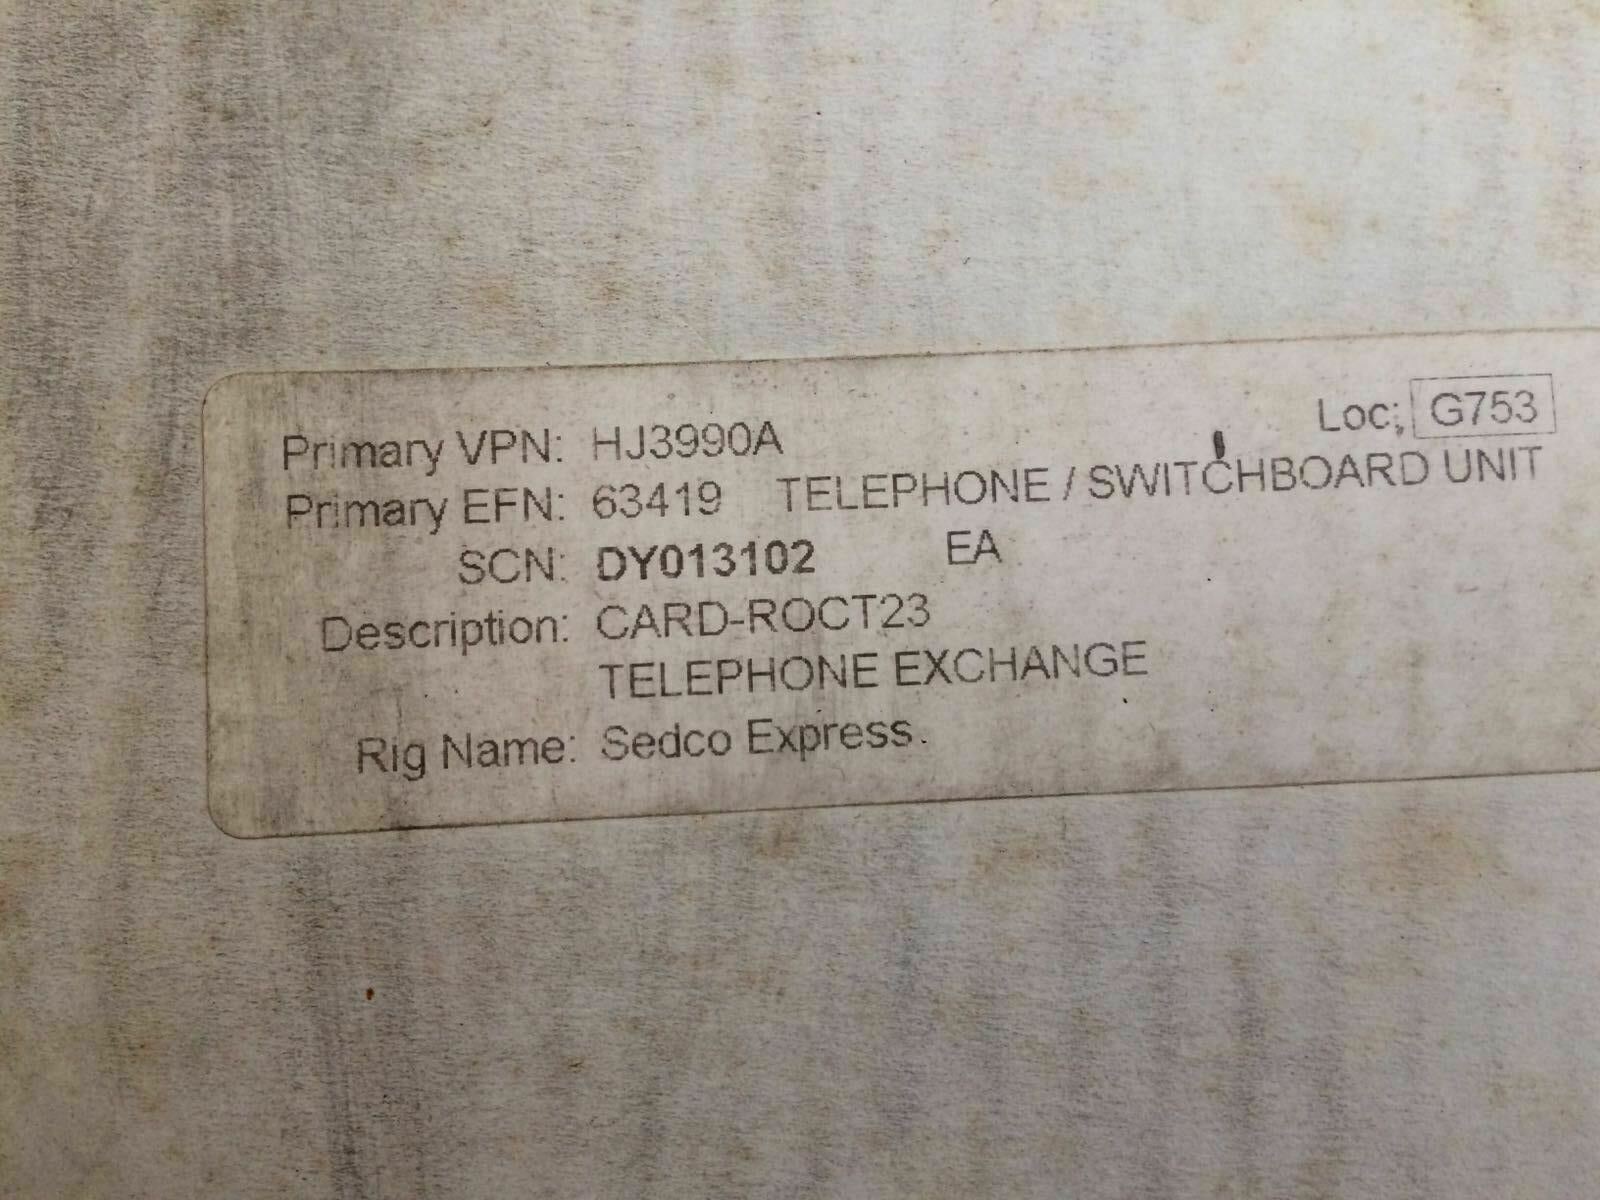 Loc: G753
Primary VPN: HJ3990A
Primary EFN: 63419 TELEPHONE / SWITCHBOARD UNIT
SCN: DY013102 EA
Description: CARD-ROCT23
TELEPHONE EXCHANGE
Rig Name: Sedco Express.